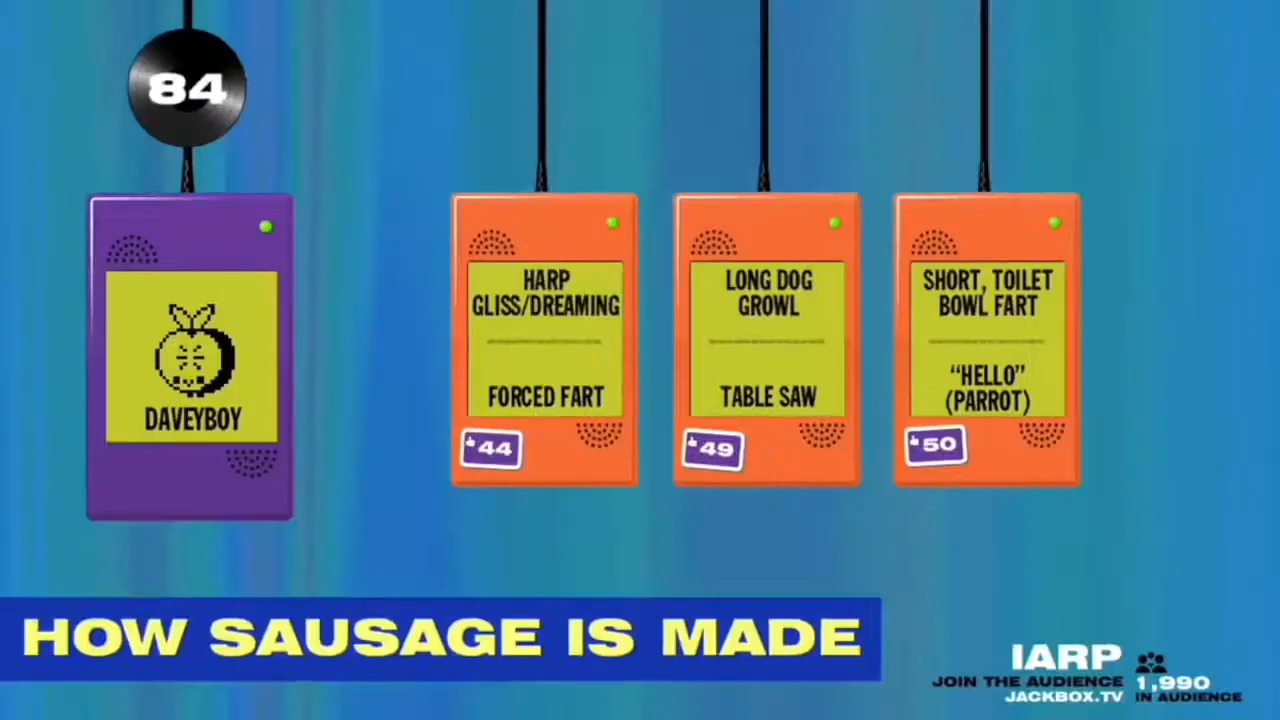 84
DAVEYBOY
HARP
GLISS/DREAMING
FORCED FART
44
LONG DOG
GROWL
TABLE SAW
49
SHORT, TOILET
BOWL FART
“HELLO”
(PARROT)
50
HOW SAUSAGE IS MADE
IARP
JOIN THE AUDIENCE
JACKBOX.TV
1,990
IN AUDIENCE